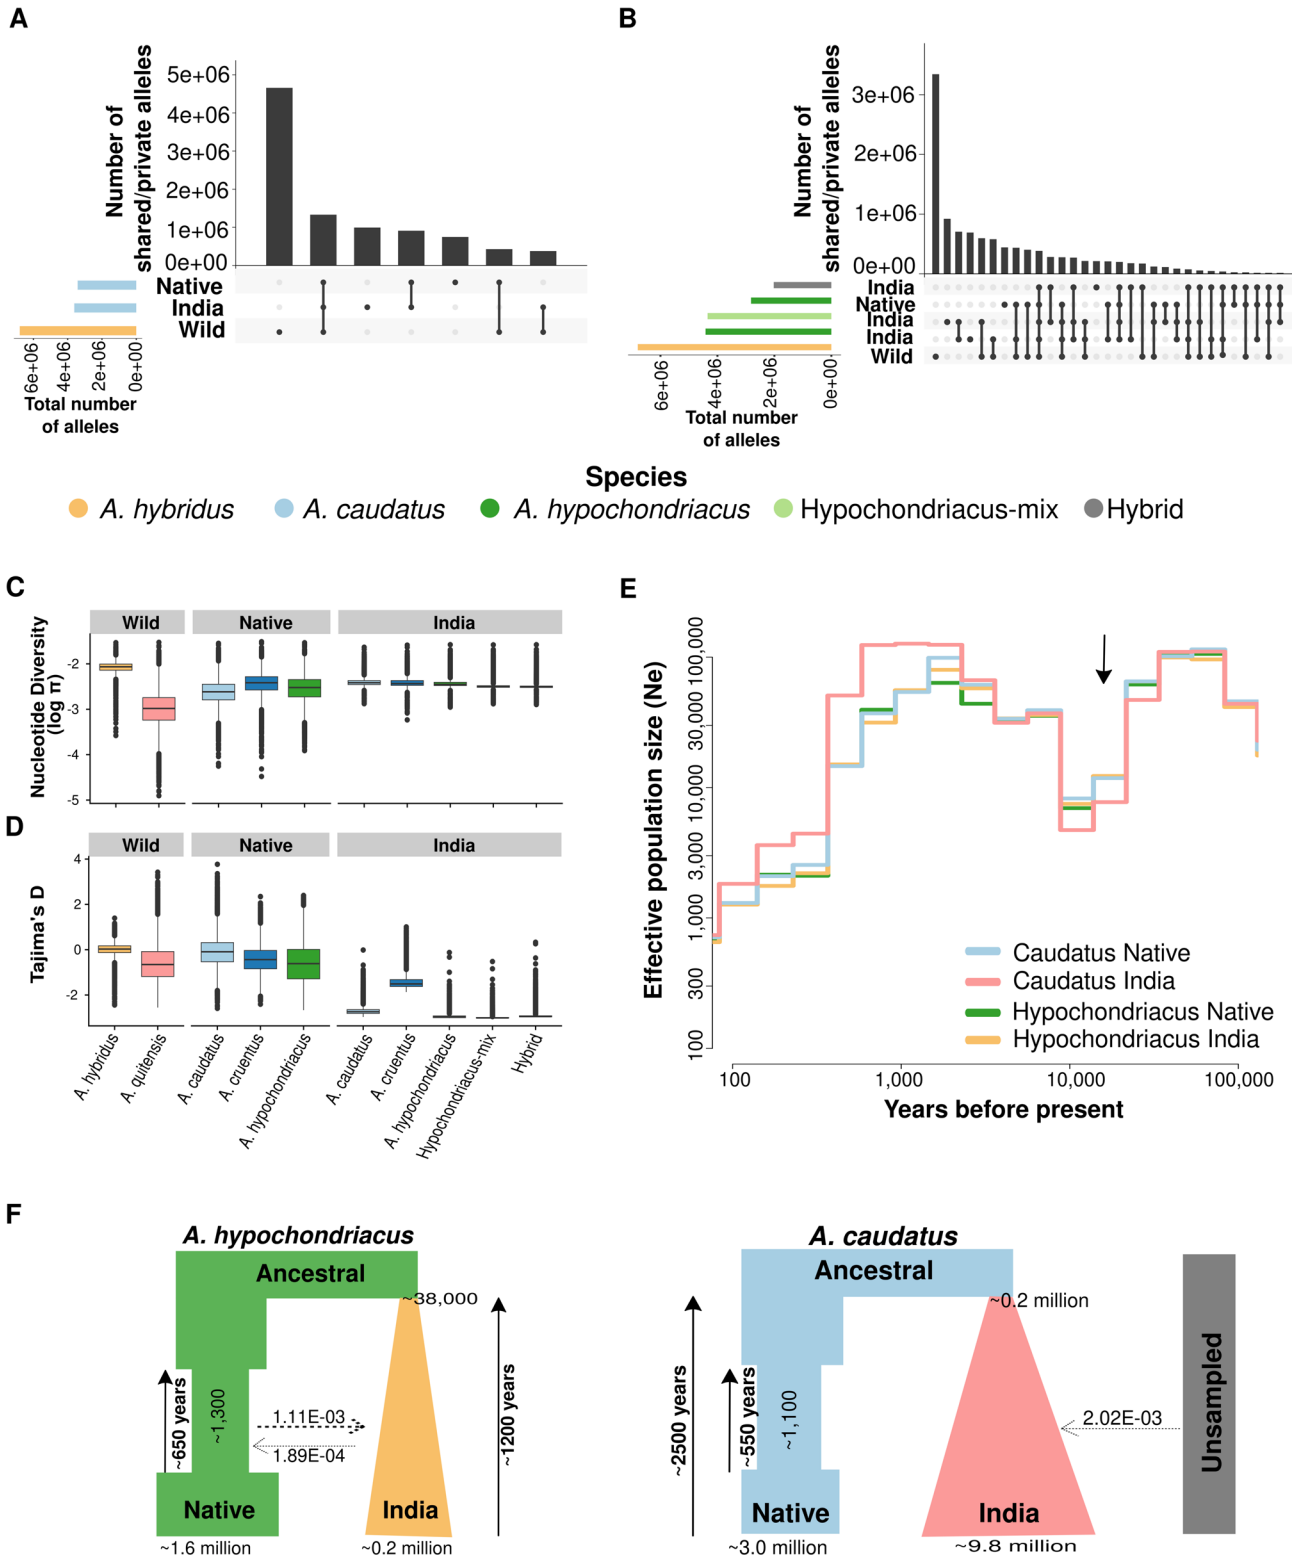 A
Number of
shared/private alleles
5e+06
4e+06
3e+06
2e+06
1e+06
0e+00
Native
India
Wild
6e+06
4e+06
2e+06
0e+00
Total number
of alleles
B
Number of
shared/private alleles
3e+06
2e+06
1e+06
0e+00
India
Native
India
India
Wild
6e+06
4e+06
2e+06
0e+00
Total number
of alleles
Species
A. hybridus
A. caudatus
A. hypochondriacus
Hypochondriacus-mix
Hybrid
C
Wild
Native
India
Nucleotide Diversity
(log π)
-2
-3
-4
-5
D
Wild
Native
India
Tajima's D
4
2
0
-2
A. hybridus
A. quitensis
A. caudatus
A. cruentus
A. hypochondriacus
A. caudatus
A. cruentus
A. hypochondriacus
Hypochondriacus-mix
Hybrid
E
Effective population size (Ne)
100,000
30,000
10,000
3,000
1,000
300
100
Caudatus Native
Caudatus India
Hypochondriacus Native
Hypochondriacus India
100
1,000
10,000
100,000
Years before present
F
A. hypochondriacus
Ancestral
~38,000
~650 years
~1,300
1.11E-03
1.89E-04
~1200 years
Native
India
~1.6 million
~0.2 million
A. caudatus
Ancestral
~0.2 million
~2500 years
~550 years
~1,100
2.02E-03
Unsampled
Native
India
~3.0 million
~9.8 million